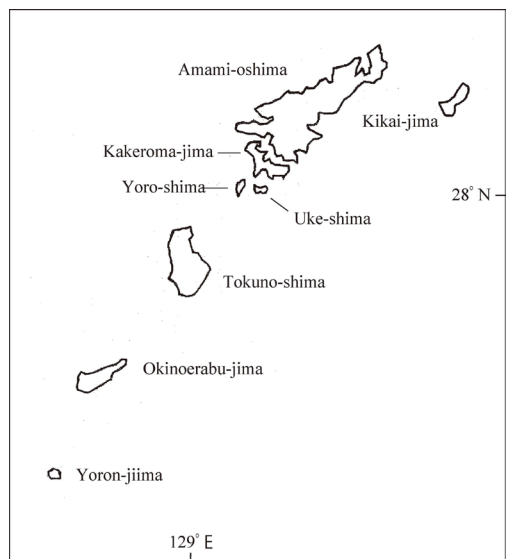 Amami-oshima
Kikai-jima
Kakeroma-jima
Yoro-shima
28° N
Uke-shima
Tokuno-shima
Okinoerabu-jima
Yoron-jiima
129° E